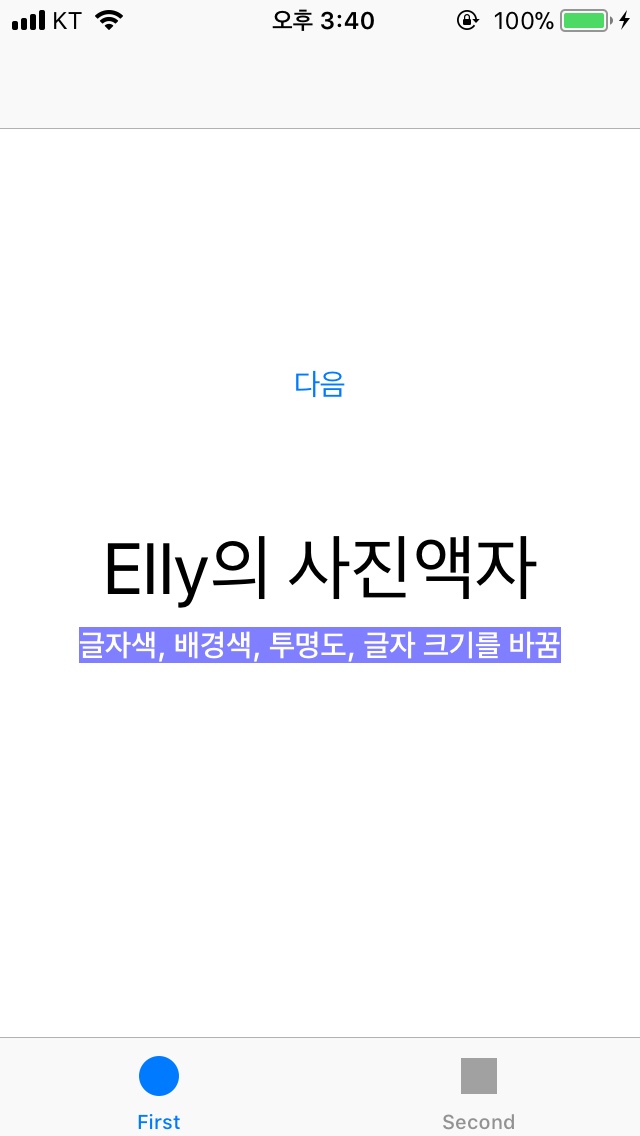 KT 오후 3:40 100%
다음
Elly의 사진액자
글자색, 배경색, 투명도, 글자 크기를 바꿈
First Second